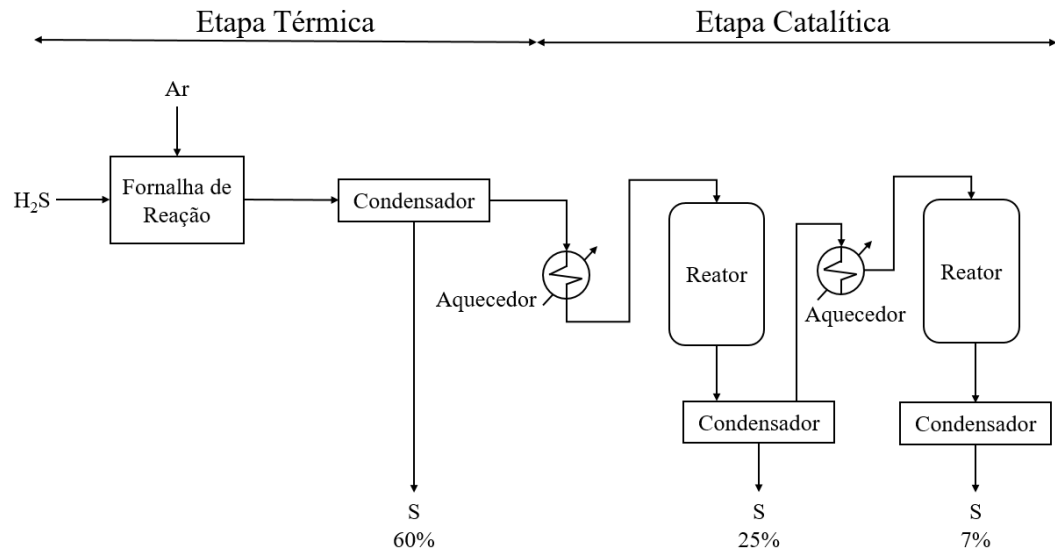 Etapa Térmica
Etapa Catalítica
Ar
H₂S
Fornalha de
Reação
Condensador
Aquecedor
Reator
Aquecedor
Reator
Condensador
Condensador
S
60%
S
25%
S
7%